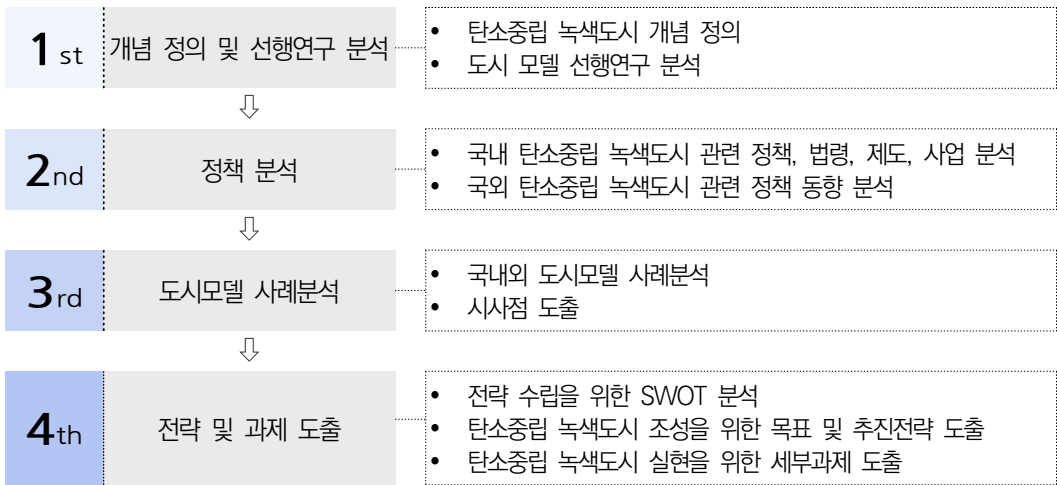 1st 개념 정의 및 선행연구 분석
• 탄소중립 녹색도시 개념 정의
• 도시 모델 선행연구 분석
⇩
2nd 정책 분석
• 국내 탄소중립 녹색도시 관련 정책, 법령, 제도, 사업 분석
• 국외 탄소중립 녹색도시 관련 정책 동향 분석
⇩
3rd 도시모델 사례분석
• 국내외 도시모델 사례분석
• 시사점 도출
⇩
4th 전략 및 과제 도출
• 전략 수립을 위한 SWOT 분석
• 탄소중립 녹색도시 조성을 위한 목표 및 추진전략 도출
• 탄소중립 녹색도시 실현을 위한 세부과제 도출